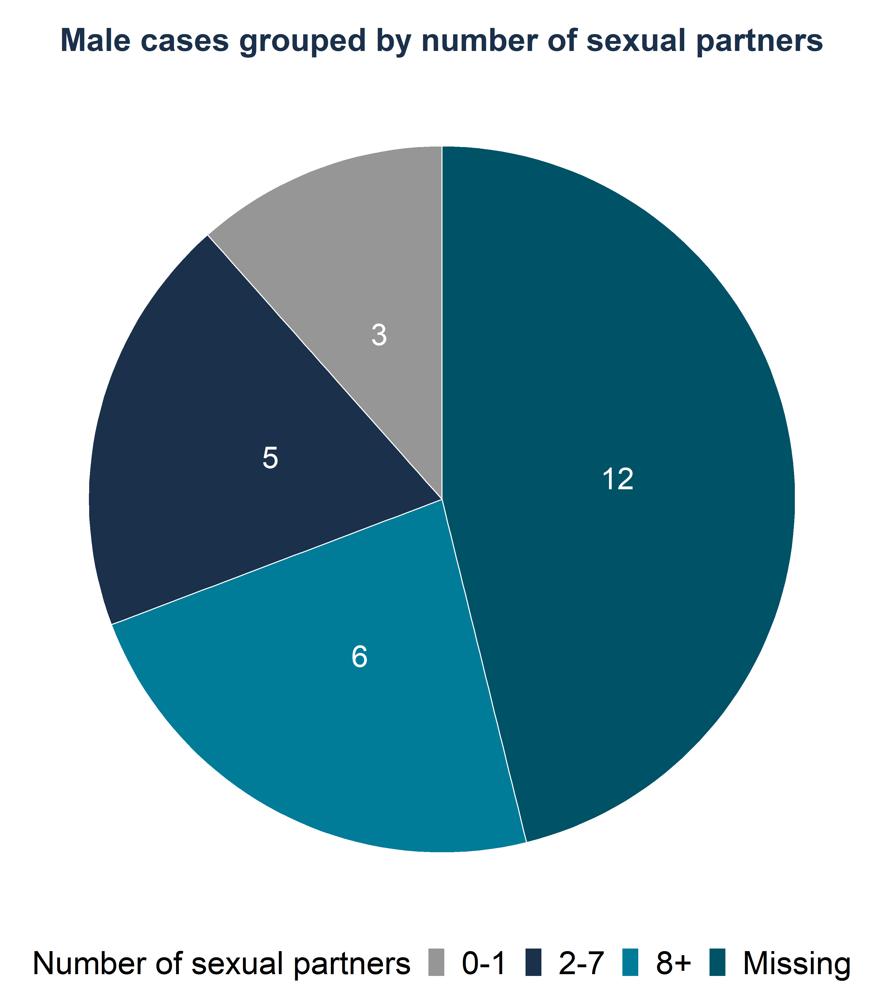 Male cases grouped by number of sexual partners
3
5
12
6
Number of sexual partners 0-1 2-7 8+ Missing